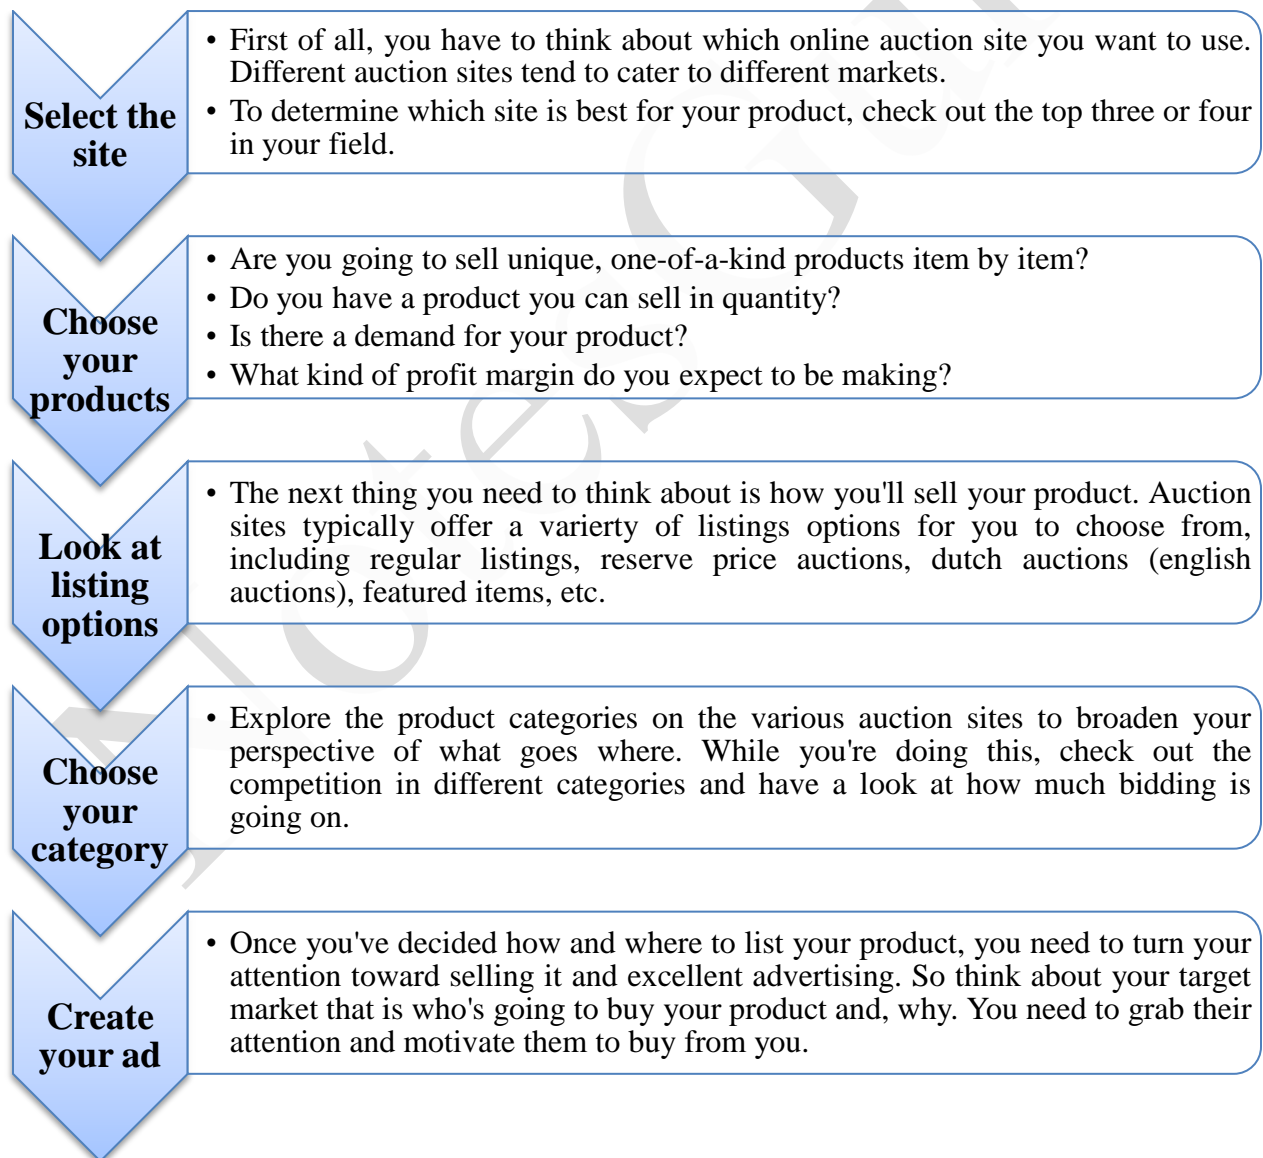 Select the
site
• First of all, you have to think about which online auction site you want to use.
Different auction sites tend to cater to different markets.
• To determine which site is best for your product, check out the top three or four
in your field.
Choose
your
products
• Are you going to sell unique, one-of-a-kind products item by item?
• Do you have a product you can sell in quantity?
• Is there a demand for your product?
• What kind of profit margin do you expect to be making?
Look at
listing
options
• The next thing you need to think about is how you'll sell your product. Auction
sites typically offer a varierty of listings options for you to choose from,
including regular listings, reserve price auctions, dutch auctions (english
auctions), featured items, etc.
Choose
your
category
• Explore the product categories on the various auction sites to broaden your
perspective of what goes where. While you're doing this, check out the
competition in different categories and have a look at how much bidding is
going on.
Create
your ad
• Once you've decided how and where to list your product, you need to turn your
attention toward selling it and excellent advertising. So think about your target
market that is who's going to buy your product and, why. You need to grab their
attention and motivate them to buy from you.